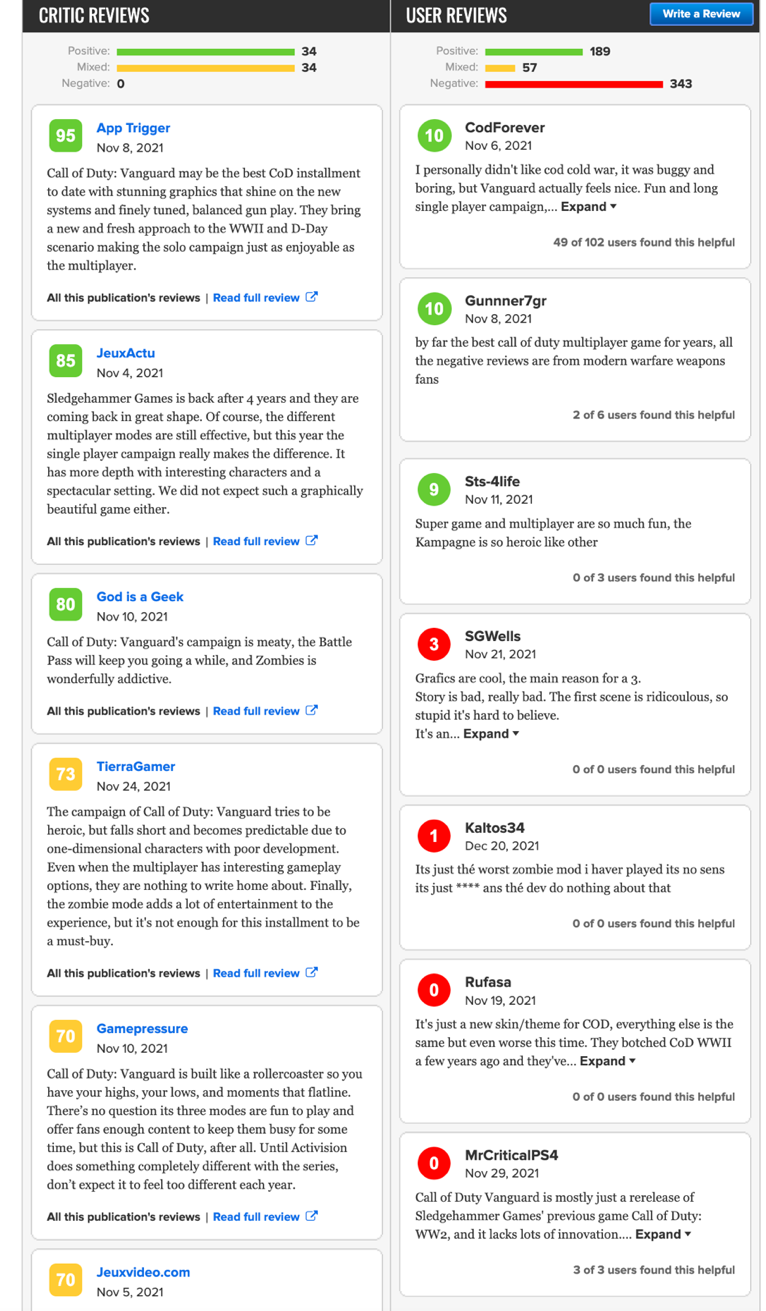 CRITIC REVIEWS
Positive: 34
Mixed: 34
Negative: 0
95
App Trigger
Nov 8, 2021
Call of Duty: Vanguard may be the best CoD installment
to date with stunning graphics that shine on the new
systems and finely tuned, balanced gun play. They bring
a new and fresh approach to the WWII and D-Day
scenario making the solo campaign just as enjoyable as
the multiplayer.
All this publication's reviews | Read full review
85
JeuxActu
Nov 4, 2021
Sledgehammer Games is back after 4 years and they are
coming back in great shape. Of course, the different
multiplayer modes are still effective, but this year the
single player campaign really makes the difference. It
has more depth with interesting characters and a
spectacular setting. We did not expect such a graphically
beautiful game either.
All this publication's reviews | Read full review
80
God is a Geek
Nov 10, 2021
Call of Duty: Vanguard's campaign is meaty, the Battle
Pass will keep you going a while, and Zombies is
wonderfully addictive.
All this publication's reviews | Read full review
73
TierraGamer
Nov 24, 2021
The campaign of Call of Duty: Vanguard tries to be
heroic, but falls short and becomes predictable due to
one-dimensional characters with poor development.
Even when the multiplayer has interesting gameplay
options, they are nothing to write home about. Finally,
the zombie mode adds a lot of entertainment to the
experience, but it's not enough for this installment to be
a must-buy.
All this publication's reviews | Read full review
70
Gamepressure
Nov 10, 2021
Call of Duty: Vanguard is built like a rollercoaster so you
have your highs, your lows, and moments that flatline.
There's no question its three modes are fun to play and
offer fans enough content to keep them busy for some
time, but this is Call of Duty, after all. Until Activision
does something completely different with the series,
don't expect it to feel too different each year.
All this publication's reviews | Read full review
70
Jeuxvideo.com
Nov 5, 2021
USER REVIEWS
Write a Review
Positive: 189
Mixed: 57
Negative: 343
10
CodForever
Nov 6, 2021
I personally didn't like cod cold war, it was buggy and
boring, but Vanguard actually feels nice. Fun and long
single player campaign,... Expand
49 of 102 users found this helpful
10
Gunnner7gr
Nov 8, 2021
by far the best call of duty multiplayer game for years, all
the negative reviews are from modern warfare weapons
fans
2 of 6 users found this helpful
9
Sts-4life
Nov 11, 2021
Super game and multiplayer are so much fun, the
Kampagne is so heroic like other
0 of 3 users found this helpful
3
SGWells
Nov 21, 2021
Grafics are cool, the main reason for a 3.
Story is bad, really bad. The first scene is ridicoulous, so
stupid it's hard to believe.
It's an... Expand
0 of 0 users found this helpful
1
Kaltos34
Dec 20, 2021
Its just thé worst zombie mod i haver played its no sens
its just **** ans thé dev do nothing about that
0 of 0 users found this helpful
0
Rufasa
Nov 19, 2021
It's just a new skin/theme for COD, everything else is the
same but even worse this time. They botched CoD WWII
a few years ago and they've... Expand
0 of 0 users found this helpful
0
MrCriticalPS4
Nov 29, 2021
Call of Duty Vanguard is mostly just a rerelease of
Sledgehammer Games' previous game Call of Duty:
WW2, and it lacks lots of innovation.... Expand
3 of 3 users found this helpful